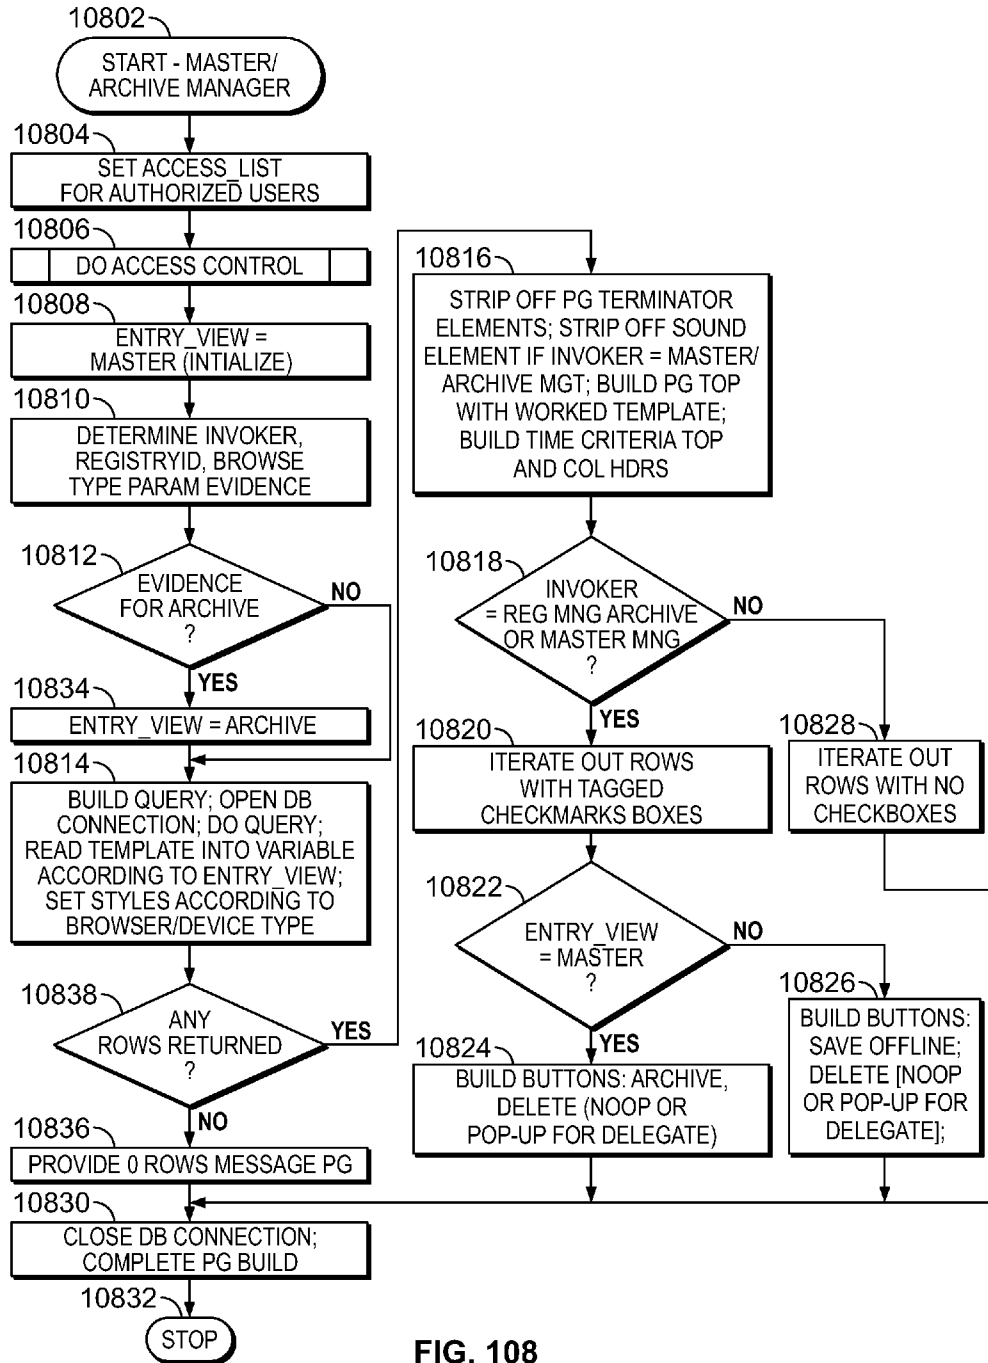 10802
START - MASTER/
ARCHIVE MANAGER
10804
SET ACCESS_LIST
FOR AUTHORIZED USERS
10806
DO ACCESS CONTROL
10808
ENTRY_VIEW =
MASTER (INTIALIZE)
10810
DETERMINE INVOKER,
REGISTRYID, BROWSE
TYPE PARAM EVIDENCE
10812
EVIDENCE
FOR ARCHIVE
?
NO
YES
10834
ENTRY_VIEW = ARCHIVE
10814
BUILD QUERY; OPEN DB
CONNECTION; DO QUERY;
READ TEMPLATE INTO VARIABLE
ACCORDING TO ENTRY_VIEW;
SET STYLES ACCORDING TO
BROWSER/DEVICE TYPE
10838
ANY
ROWS RETURNED
?
YES
NO
10836
PROVIDE 0 ROWS MESSAGE PG
10830
CLOSE DB CONNECTION;
COMPLETE PG BUILD
10832
STOP
10816
STRIP OFF PG TERMINATOR
ELEMENTS; STRIP OFF SOUND
ELEMENT IF INVOKER = MASTER/
ARCHIVE MGT; BUILD PG TOP
WITH WORKED TEMPLATE;
BUILD TIME CRITERIA TOP
AND COL HDRS
10818
INVOKER
= REG MNG ARCHIVE
OR MASTER MNG
?
NO
YES
10820
ITERATE OUT ROWS
WITH TAGGED
CHECKMARKS BOXES
10828
ITERATE OUT
ROWS WITH NO
CHECKBOXES
10822
ENTRY_VIEW
= MASTER
?
NO
YES
10824
BUILD BUTTONS: ARCHIVE,
DELETE (NOOP OR
POP-UP FOR DELEGATE)
10826
BUILD BUTTONS:
SAVE OFFLINE;
DELETE [NOOP
OR POP-UP FOR
DELEGATE];
FIG. 108